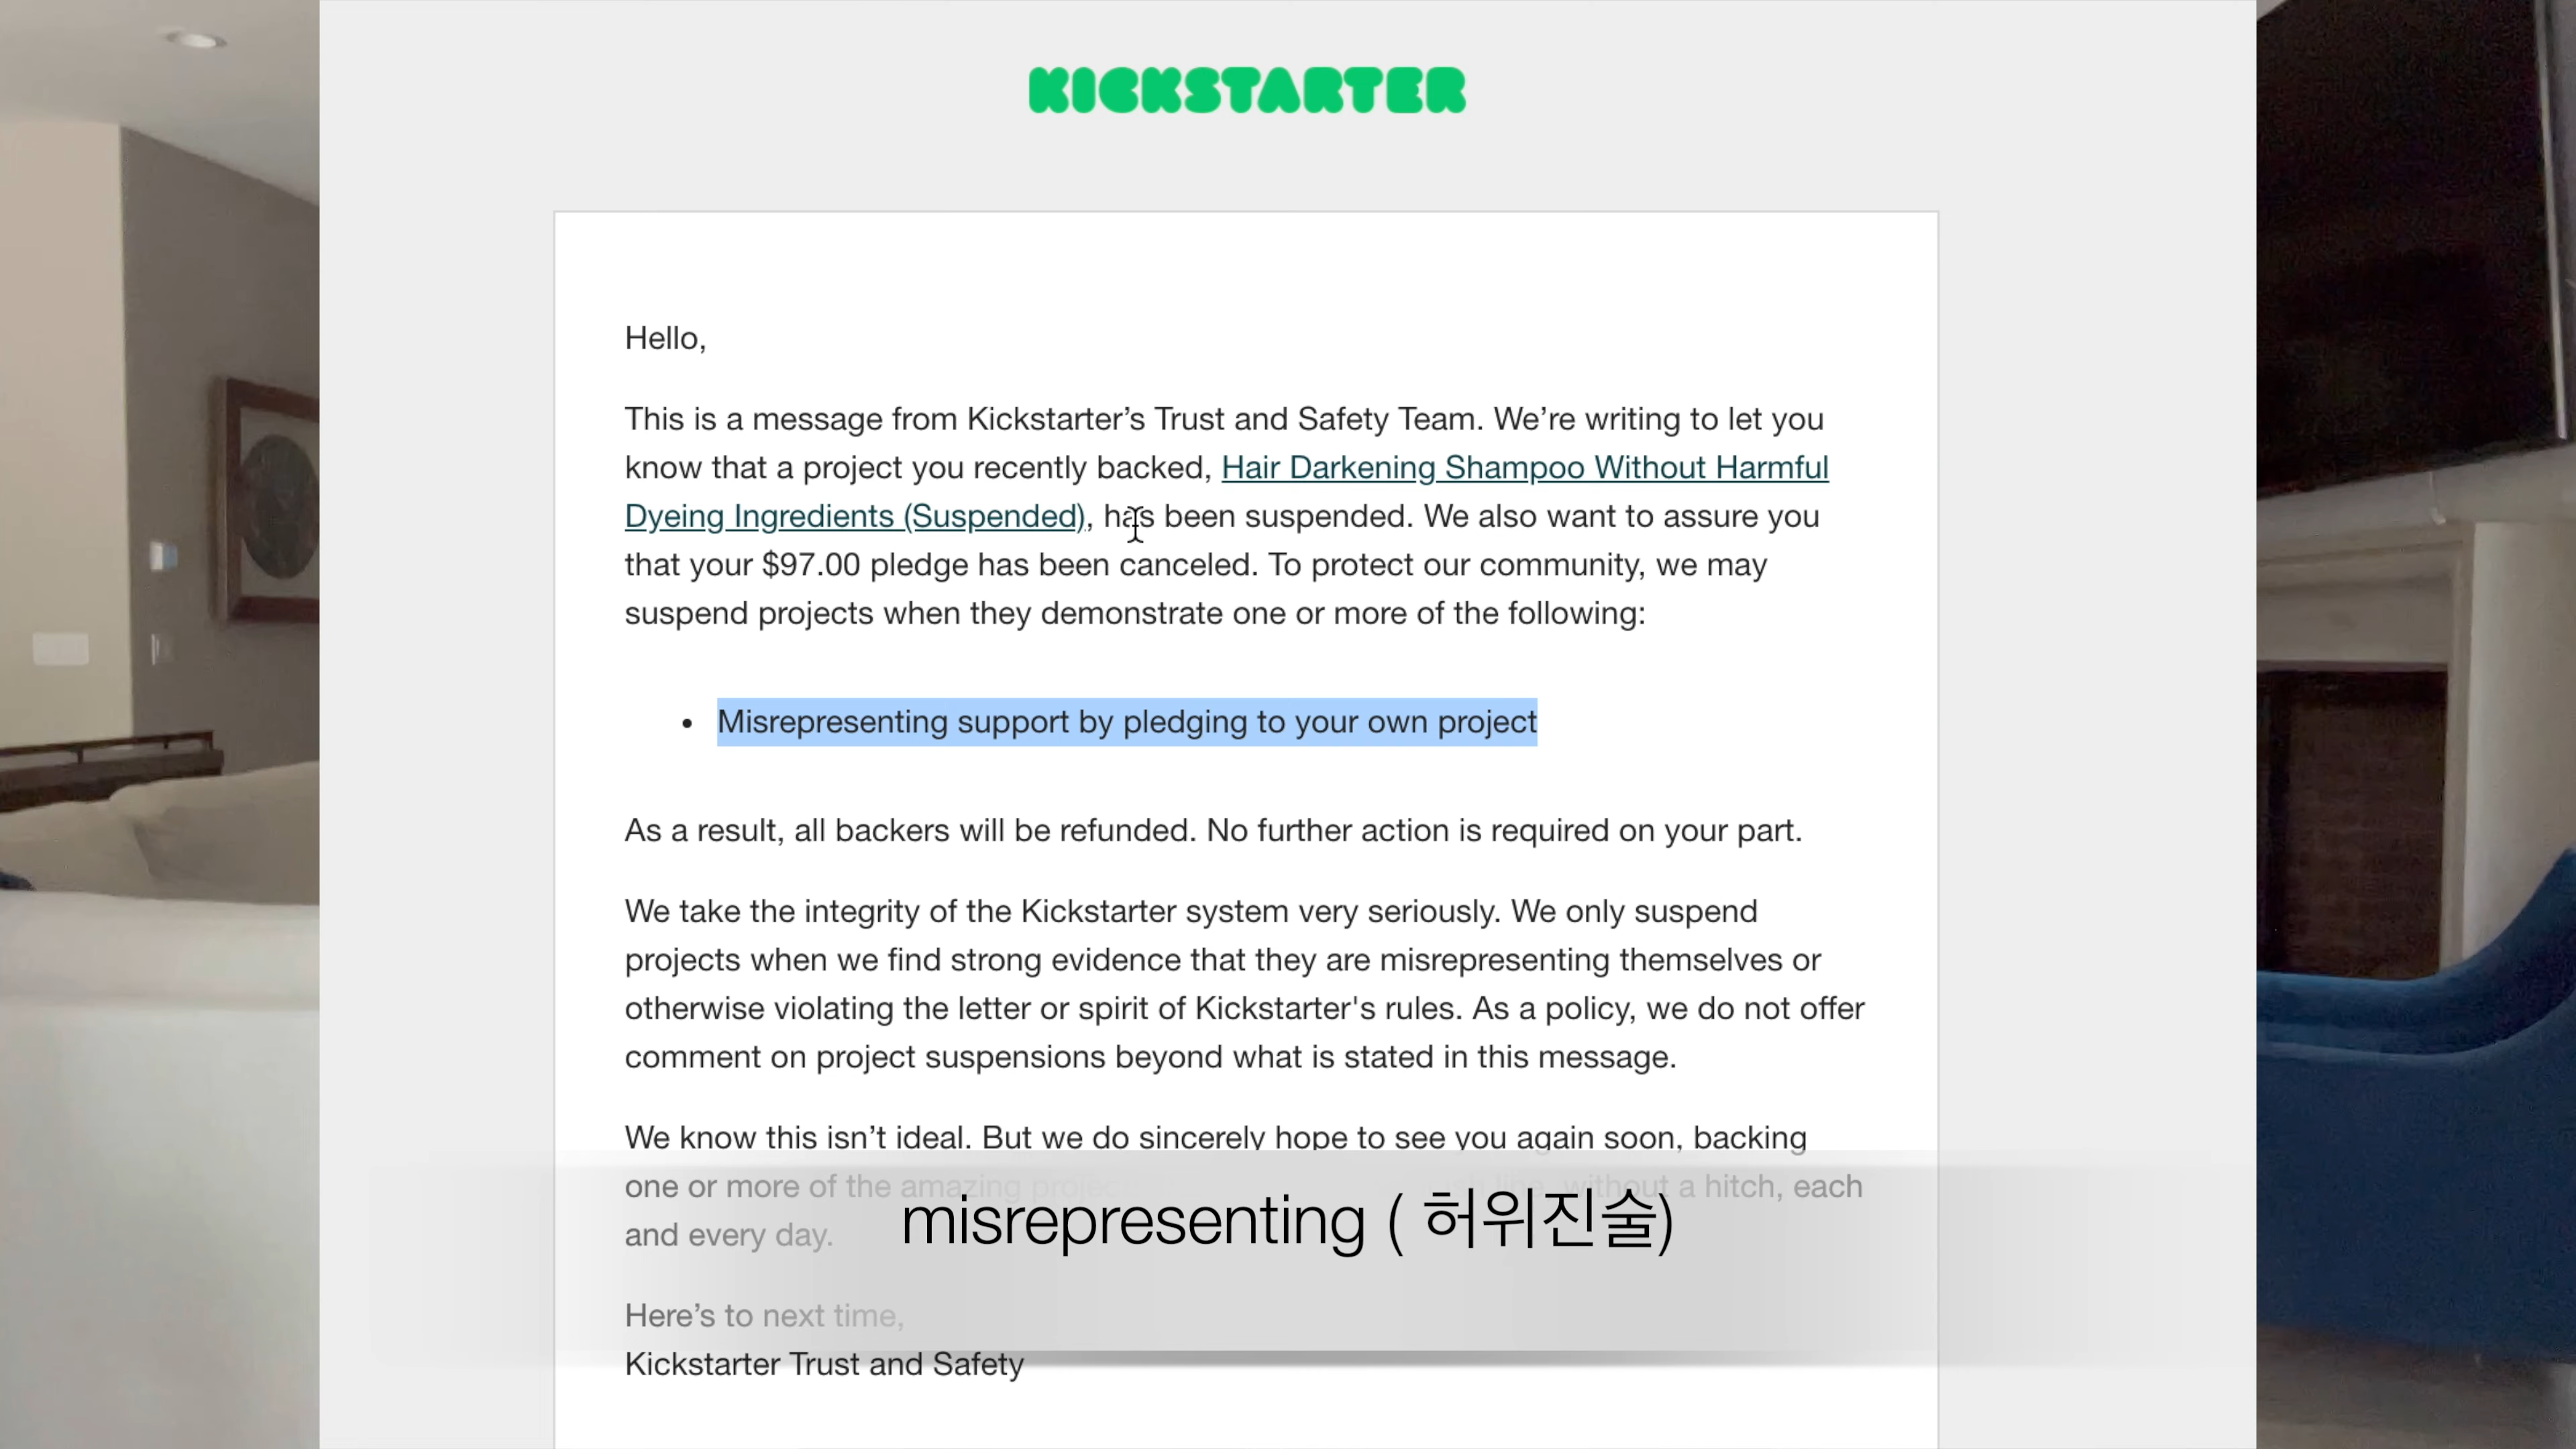 KICKSTARTER
Hello,
This is a message from Kickstarter’s Trust and Safety Team. We’re writing to let you
know that a project you recently backed, Hair Darkening Shampoo Without Harmful
Dyeing Ingredients (Suspended), has been suspended. We also want to assure you
that your $97.00 pledge has been canceled. To protect our community, we may
suspend projects when they demonstrate one or more of the following:
• Misrepresenting support by pledging to your own project
As a result, all backers will be refunded. No further action is required on your part.
We take the integrity of the Kickstarter system very seriously. We only suspend
projects when we find strong evidence that they are misrepresenting themselves or
otherwise violating the letter or spirit of Kickstarter's rules. As a policy, we do not offer
comment on project suspensions beyond what is stated in this message.
We know this isn’t ideal. But we do sincerely hope to see you again soon, backing
one or more of the amazing without a hitch, each
and every day.
misrepresenting ( 허위진술)
Here’s to next time,
Kickstarter Trust and Safety